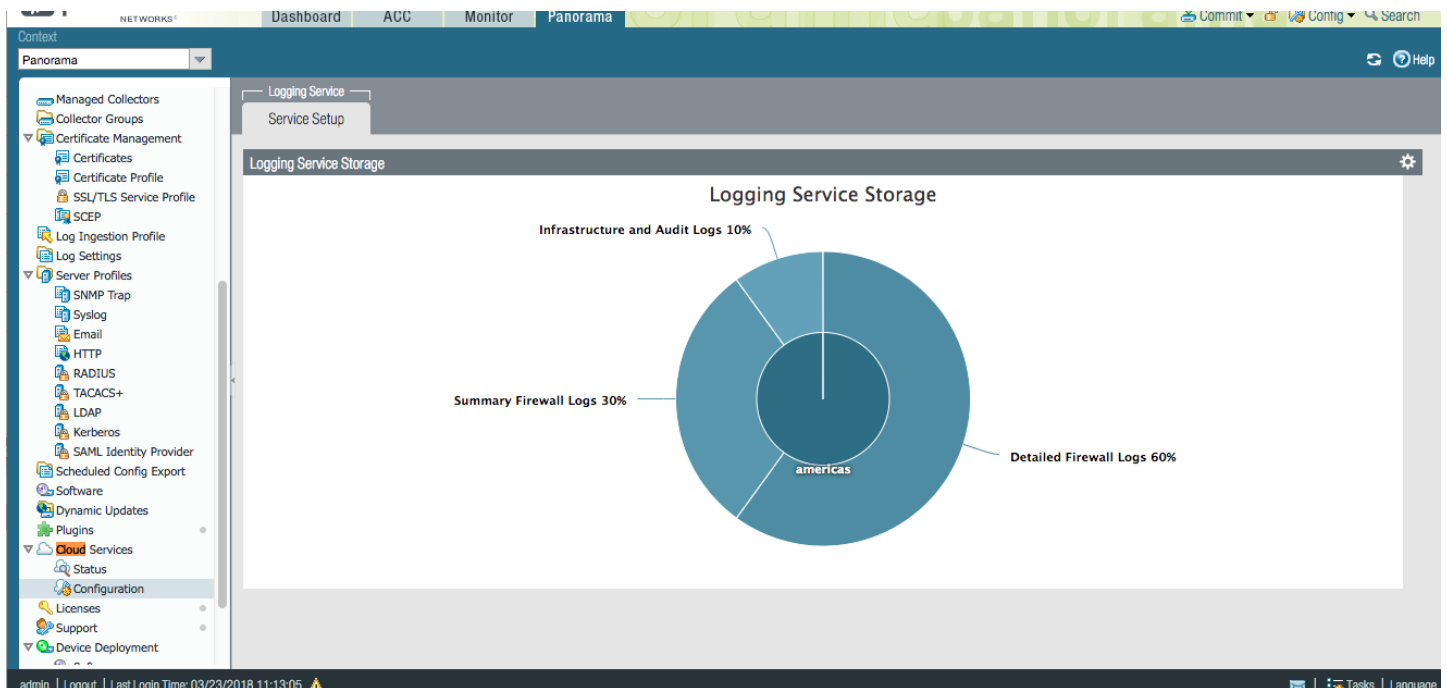 NETWORKS®
Dashboard ACC Monitor Panorama
Commit Config Search
Context
Panorama
Help
Managed Collectors
Collector Groups
Certificate Management
Certificates
Certificate Profile
SSL/TLS Service Profile
SCEP
Log Ingestion Profile
Log Settings
Server Profiles
SNMP Trap
Syslog
Email
HTTP
RADIUS
TACACS+
LDAP
Kerberos
SAML Identity Provider
Scheduled Config Export
Software
Dynamic Updates
Plugins
Cloud Services
Status
Configuration
Licenses
Support
Device Deployment
Logging Service
Service Setup
Logging Service Storage
Logging Service Storage
Infrastructure and Audit Logs 10%
Summary Firewall Logs 30%
Detailed Firewall Logs 60%
americas
admin | Logout | Last Login Time: 03/23/2018 11:13:05
Tasks | Language